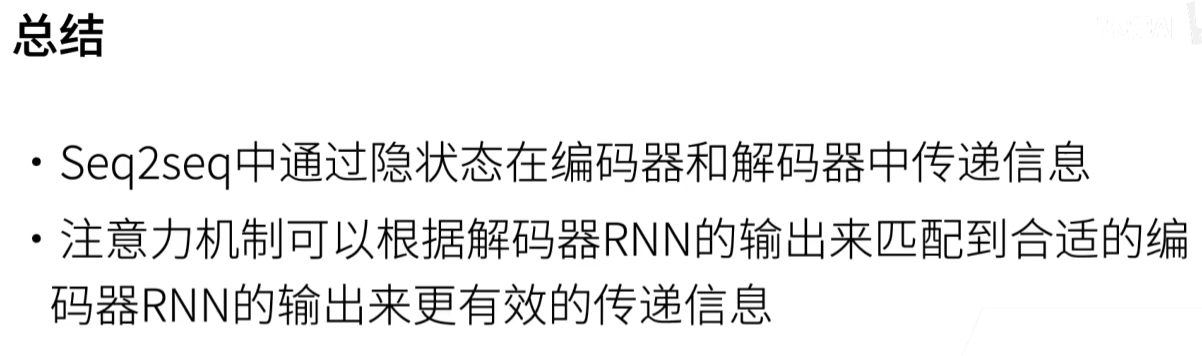 总结
·Seq2seq中通过隐状态在编码器和解码器中传递信息
·注意力机制可以根据解码器RNN的输出来匹配到合适的编
码器RNN的输出来更有效的传递信息